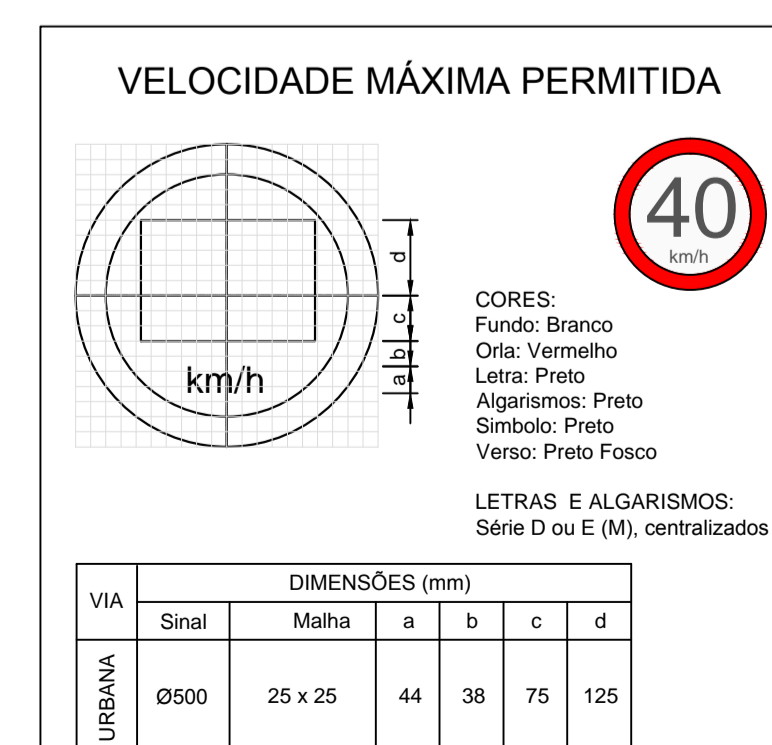 VELOCIDADE MÁXIMA PERMITIDA
40
km/h
d
c
b
a
km/h
CORES:
Fundo: Branco
Orla: Vermelho
Letra: Preto
Algarismos: Preto
Simbolo: Preto
Verso: Preto Fosco
LETRAS E ALGARISMOS:
Série D ou E (M), centralizados
VIA
DIMENSÕES (mm)
Sinal Malha a b c d
URBANA
Ø500 25 x 25 44 38 75 125